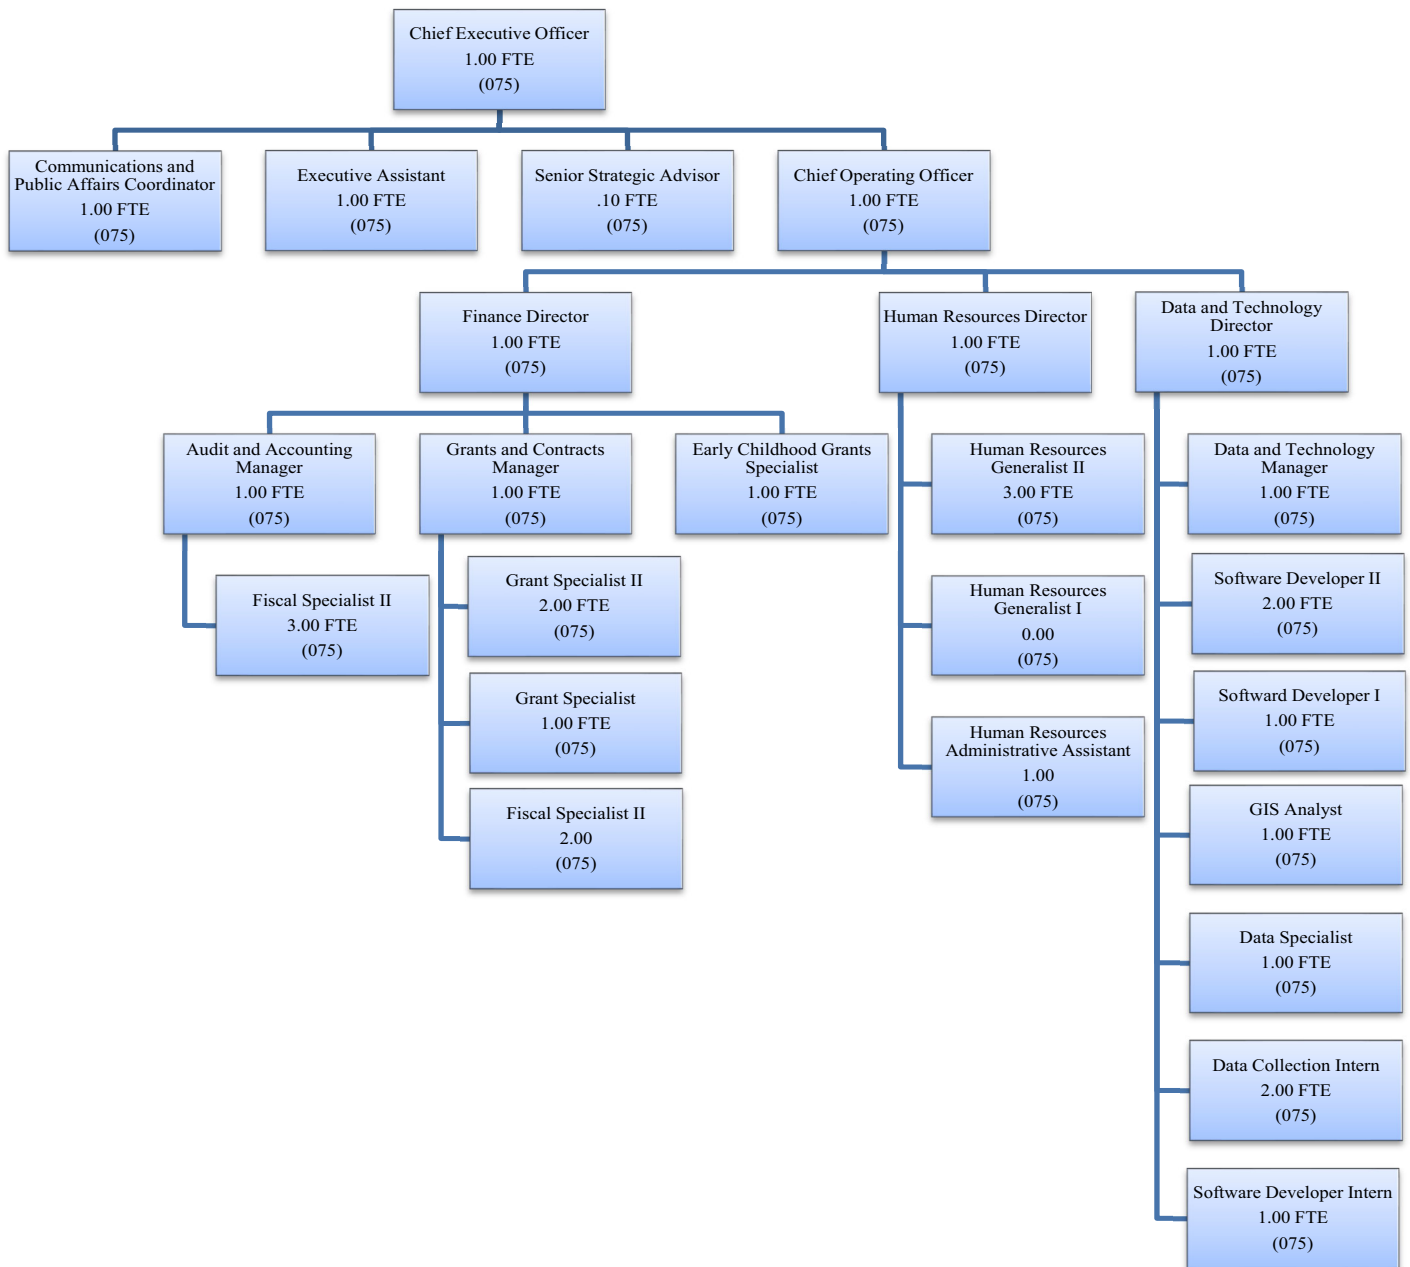 Chief Executive Officer
1.00 FTE
(075)
Communications and
Public Affairs Coordinator
1.00 FTE
(075)
Executive Assistant
1.00 FTE
(075)
Senior Strategic Advisor
.10 FTE
(075)
Chief Operating Officer
1.00 FTE
(075)
Finance Director
1.00 FTE
(075)
Human Resources Director
1.00 FTE
(075)
Data and Technology
Director
1.00 FTE
(075)
Audit and Accounting
Manager
1.00 FTE
(075)
Fiscal Specialist II
3.00 FTE
(075)
Grants and Contracts
Manager
1.00 FTE
(075)
Grant Specialist II
2.00 FTE
(075)
Grant Specialist
1.00 FTE
(075)
Fiscal Specialist II
2.00
(075)
Early Childhood Grants
Specialist
1.00 FTE
(075)
Human Resources
Generalist II
3.00 FTE
(075)
Human Resources
Generalist I
0.00
(075)
Human Resources
Administrative Assistant
1.00
(075)
Data and Technology
Manager
1.00 FTE
(075)
Software Developer II
2.00 FTE
(075)
Softward Developer I
1.00 FTE
(075)
GIS Analyst
1.00 FTE
(075)
Data Specialist
1.00 FTE
(075)
Data Collection Intern
2.00 FTE
(075)
Software Developer Intern
1.00 FTE
(075)